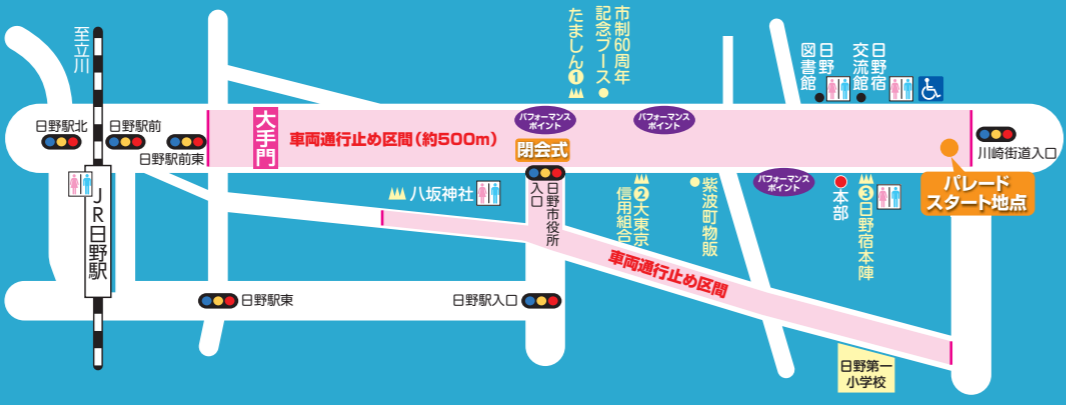 至立川
日野駅北
日野駅前
日野駅前東
JR日野駅
大手門
車両通行止め区間(約500m)
たましん❶
市制60周年
記念ブース
パフォーマンス
ポイント
閉会式
パフォーマンス
ポイント
日野
図書館
日野宿
交流館
川崎街道入口
パレード
スタート地点
八坂神社
日野市役所
入口
❷大東京
信用組合
紫波町物販
パフォーマンス
ポイント
本部
❸日野宿本陣
車両通行止め区間
日野駅東
日野駅入口
日野第一
小学校